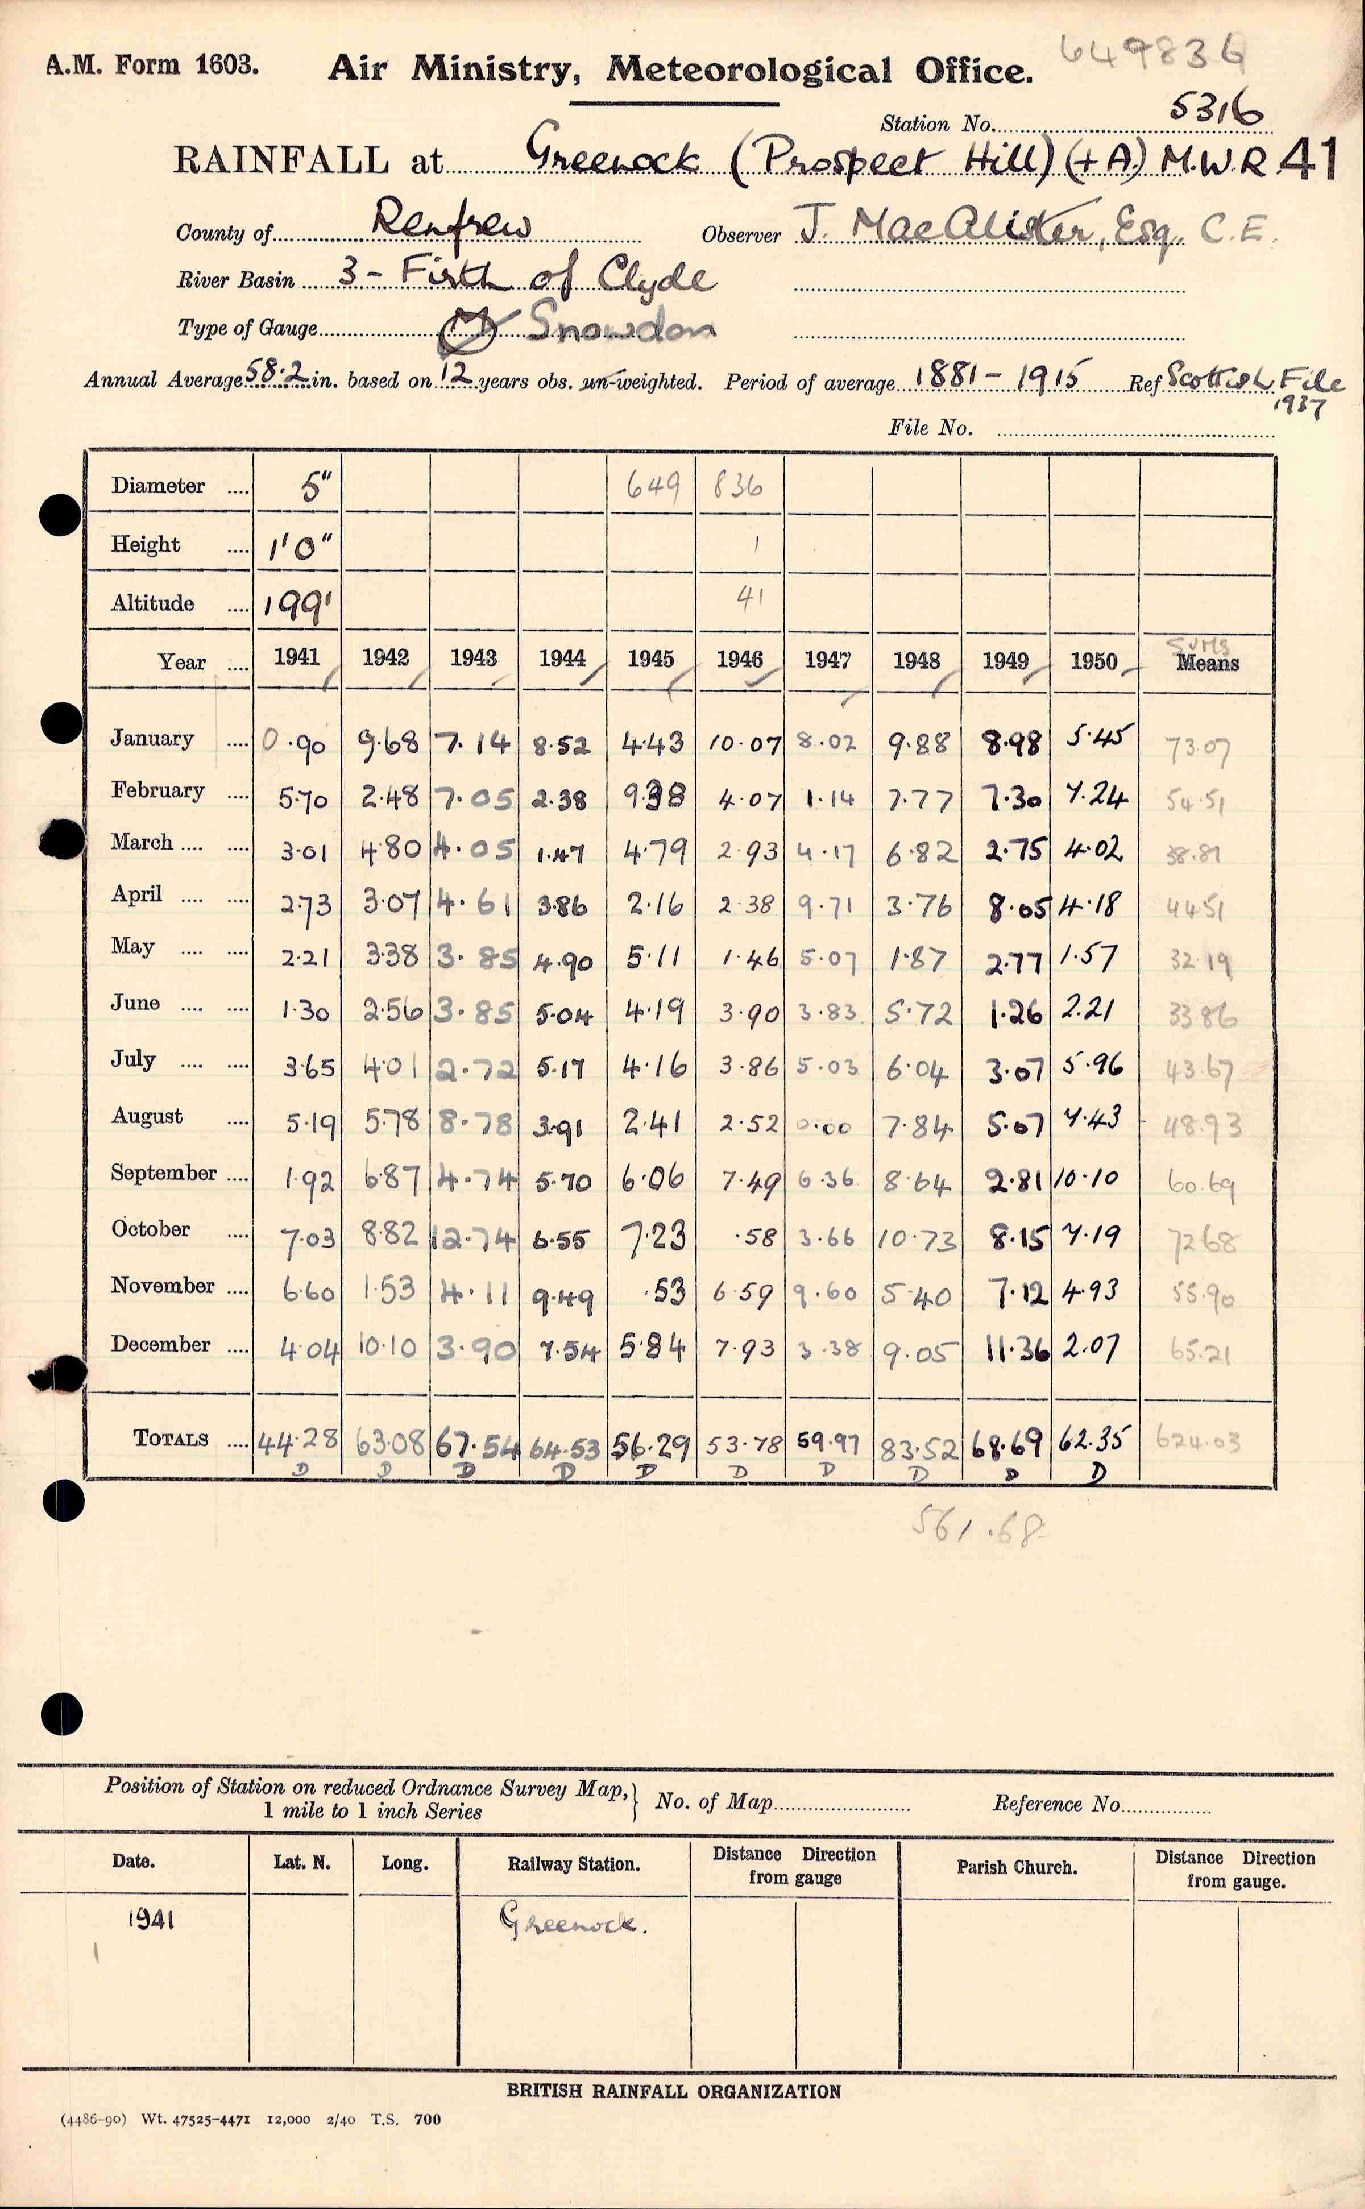 649836
A.M. Form 1603. Air Ministry, Meteorological Office.
Station No. 5316
RAINFALL at Greenock (Prospect Hill) (+A.) M.W.R. 41
County of Renfrew Observer J. MacAlister, Esq. C.E.
River Basin 3 - Firth of Clyde
Type of Gauge M Snowdon
Annual Average 58.2 in. based on 12 years obs. un-weighted. Period of average 1881-1915 Ref Scottish File 1937
File No.
Diameter 5" 649 836
Height 1'0" 1
Altitude 199' 41
Year 1941 1942 1943 1944 1945 1946 1947 1948 1949 1950 Sums Means
January 0.90 9.68 7.14 8.52 4.43 10.07 8.02 9.88 8.98 5.45 73.07
February 5.70 2.48 7.05 2.38 9.38 4.07 1.14 7.77 7.30 7.24 54.51
March 3.01 4.80 4.05 1.47 4.79 2.93 4.17 6.82 2.75 4.02 38.81
April 2.73 3.07 4.61 3.86 2.16 2.38 9.71 3.76 8.05 4.18 44.51
May 2.21 3.38 3.85 4.90 5.11 1.46 5.07 1.87 2.77 1.57 32.19
June 1.30 2.56 3.85 5.04 4.19 3.90 3.83 5.72 1.26 2.21 33.86
July 3.65 4.01 2.72 5.17 4.16 3.86 5.03 6.04 3.07 5.96 43.67
August 5.19 5.78 8.78 3.91 2.41 2.52 0.00 7.84 5.07 7.43 48.93
September 1.92 6.87 4.74 5.70 6.06 7.49 6.36 8.64 2.81 10.10 60.69
October 7.03 8.82 12.74 6.55 7.23 .58 3.66 10.73 8.15 7.19 72.68
November 6.60 1.53 4.11 9.49 .53 6.59 9.60 5.40 7.12 4.93 55.90
December 4.04 10.10 3.90 7.54 5.84 7.93 3.38 9.05 11.36 2.07 65.21
TOTALS 44.28 63.08 67.54 64.53 56.29 53.78 59.97 83.52 68.69 62.35 624.03
D D D D D D D D D D
561.68
Position of Station on reduced Ordnance Survey Map, 1 mile to 1 inch Series No. of Map Reference No.
Date. Lat. N. Long. Railway Station. Distance Direction from gauge Parish Church. Distance Direction from gauge.
1941 Greenock.
1
BRITISH RAINFALL ORGANIZATION
(4486-90) Wt. 47525-4471 12,000 2/40 T.S. 700